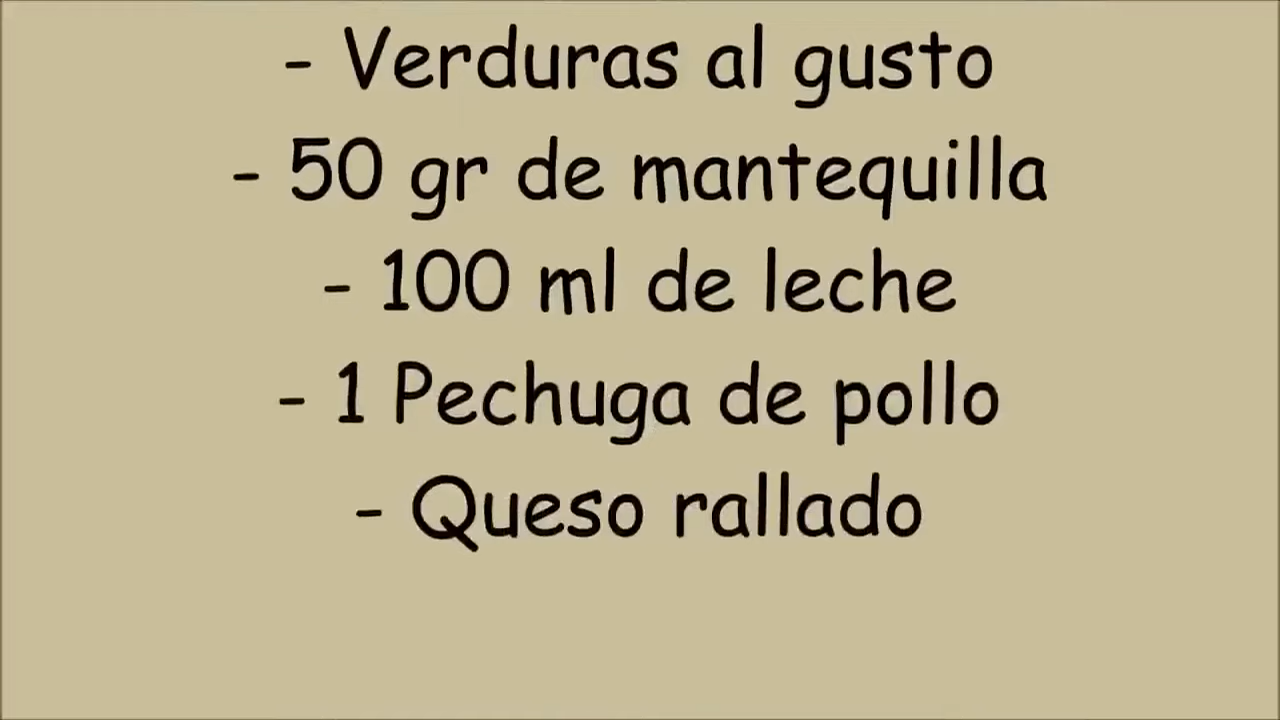 - Verduras al gusto
- 50 gr de mantequilla
- 100 ml de leche
- 1 Pechuga de pollo
- Queso rallado